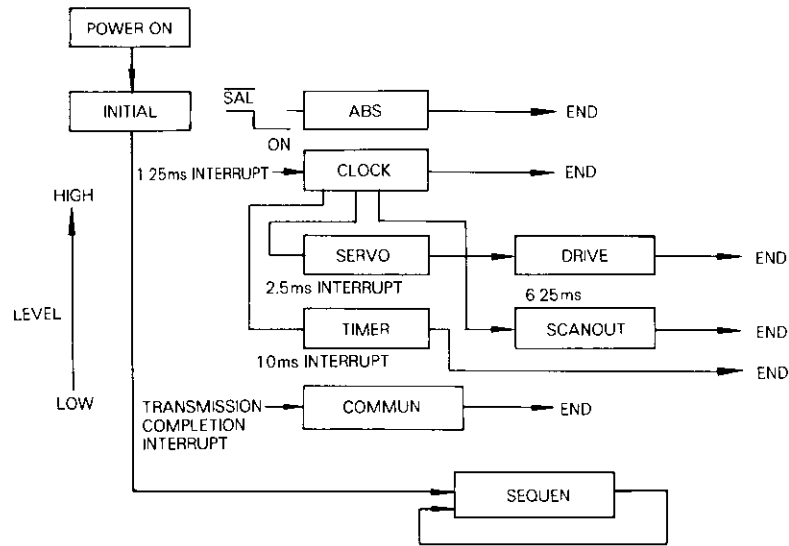 POWER ON
INITIAL
SAL
ON
ABS
END
1 25ms INTERRUPT
CLOCK
END
HIGH
LEVEL
LOW
SERVO
DRIVE
END
2.5ms INTERRUPT
6 25ms
TIMER
SCANOUT
END
10ms INTERRUPT
END
TRANSMISSION
COMPLETION
INTERRUPT
COMMUN
END
SEQUEN